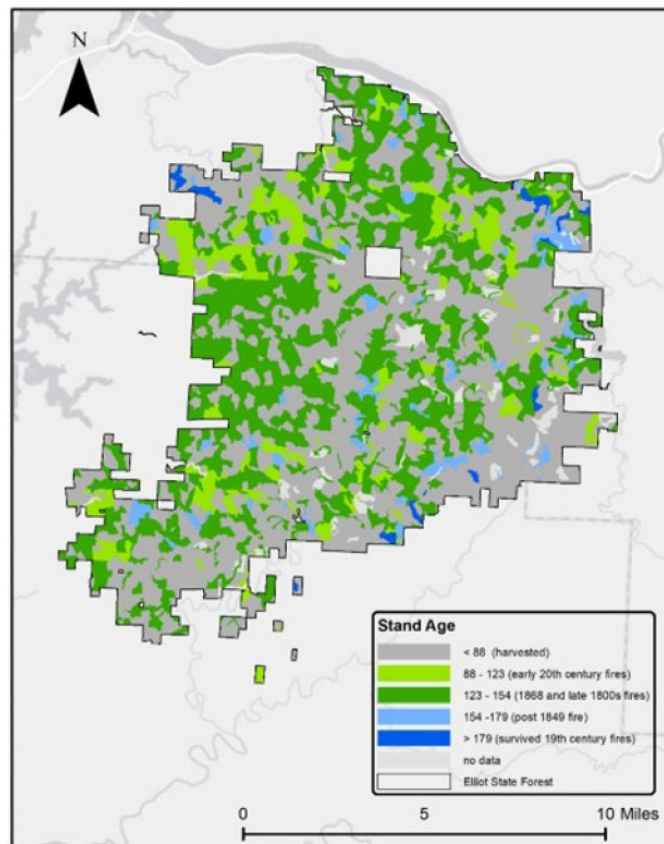 N
Stand Age
< 88 (harvested)
88 - 123 (early 20th century fires)
123 - 154 (1868 and late 1800s fires)
154 -179 (post 1849 fire)
> 179 (survived 19th century fires)
no data
Elliot State Forest
0 5 10 Miles